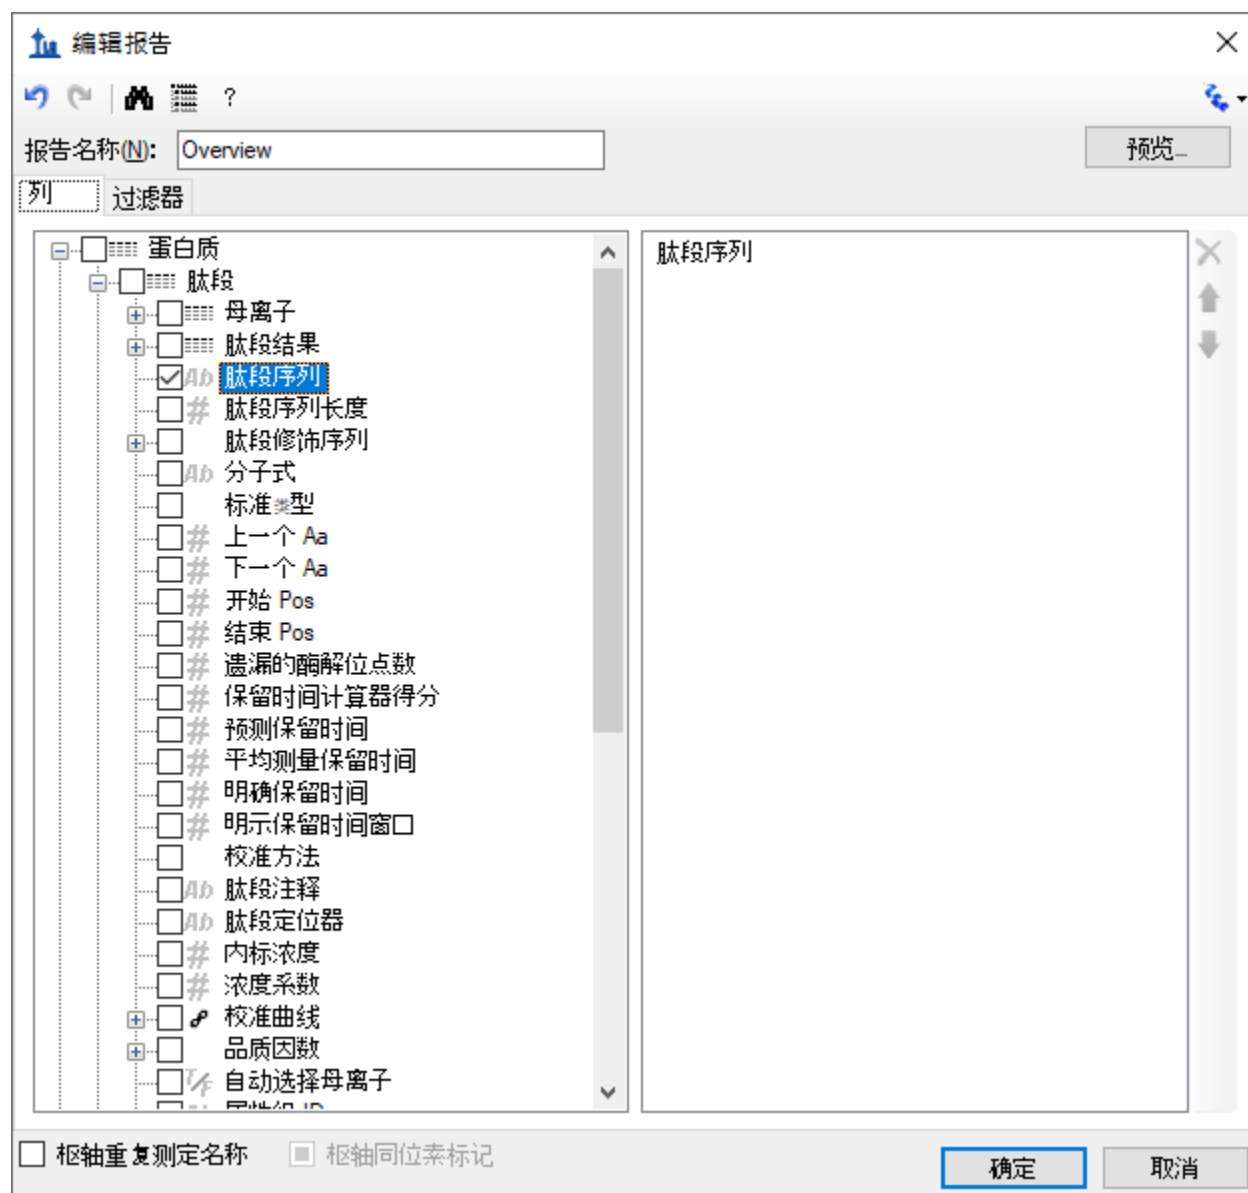 编辑报告
?
报告名称(N): Overview 预览...
列 过滤器
蛋白质
肽段
母离子
肽段结果
Ab 肽段序列
# 肽段序列长度
肽段修饰序列
Ab 分子式
标准类型
# 上一个 Aa
# 下一个 Aa
# 开始 Pos
# 结束 Pos
# 遗漏的酶解位点数
# 保留时间计算器得分
# 预测保留时间
# 平均测量保留时间
# 明确保留时间
# 明示保留时间窗口
校准方法
Ab 肽段注释
Ab 肽段定位器
# 内标浓度
# 浓度系数
校准曲线
品质因数
T/F 自动选择母离子
肽段序列
枢轴重复测定名称 枢轴同位素标记
确定 取消